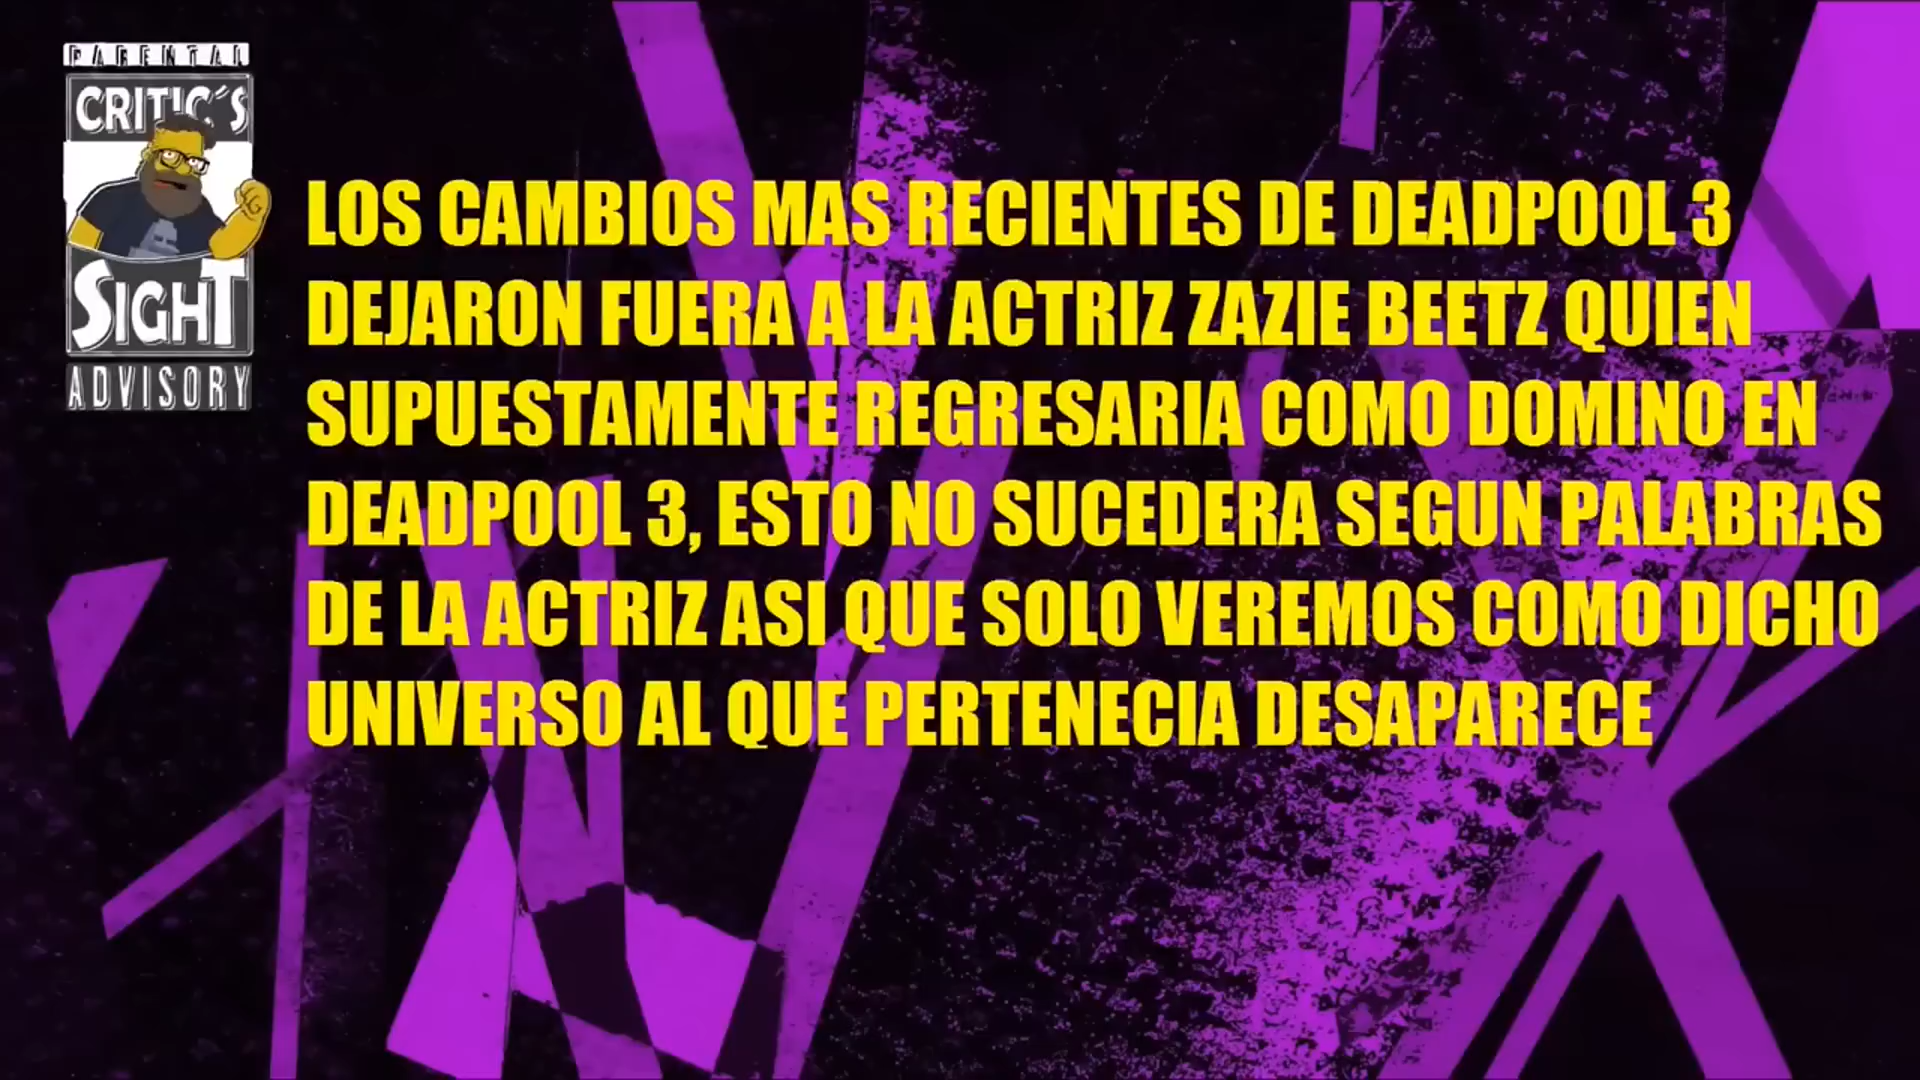 PARENTAL
CRITIC´S
SIGHT
ADVISORY
LOS CAMBIOS MAS RECIENTES DE DEADPOOL 3
DEJARON FUERA A LA ACTRIZ ZAZIE BEETZ QUIEN
SUPUESTAMENTE REGRESARIA COMO DOMINO EN
DEADPOOL 3, ESTO NO SUCEDERA SEGUN PALABRAS
DE LA ACTRIZ ASI QUE SOLO VEREMOS COMO DICHO
UNIVERSO AL QUE PERTENECIA DESAPARECE